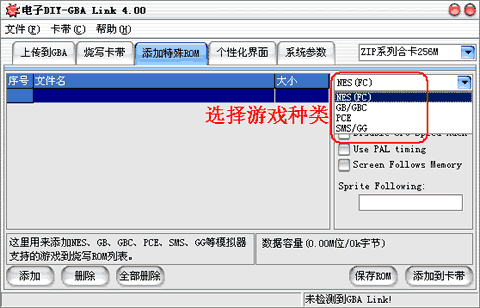 电子DIY-GBA Link 4.00
文件(F) 卡带(C) 帮助(H)
上传到GBA 烧写卡带 添加特殊ROM 个性化界面 系统参数 ZIP系列合卡256M
序号 文件名 大小 NES(FC)
NES(FC)
GB/GBC
PCE
SMS/GG
选择游戏种类
Use PAL timing
Screen Follows Memory
Sprite Following:
这里用来添加NES、GB、GBC、PCE、SMS、GG等模拟器
支持的游戏到烧写ROM列表。
数据容量(0.00M位/0k字节)
添加 删除 全部删除 保存ROM 添加到卡带
未检测到GBA Link!